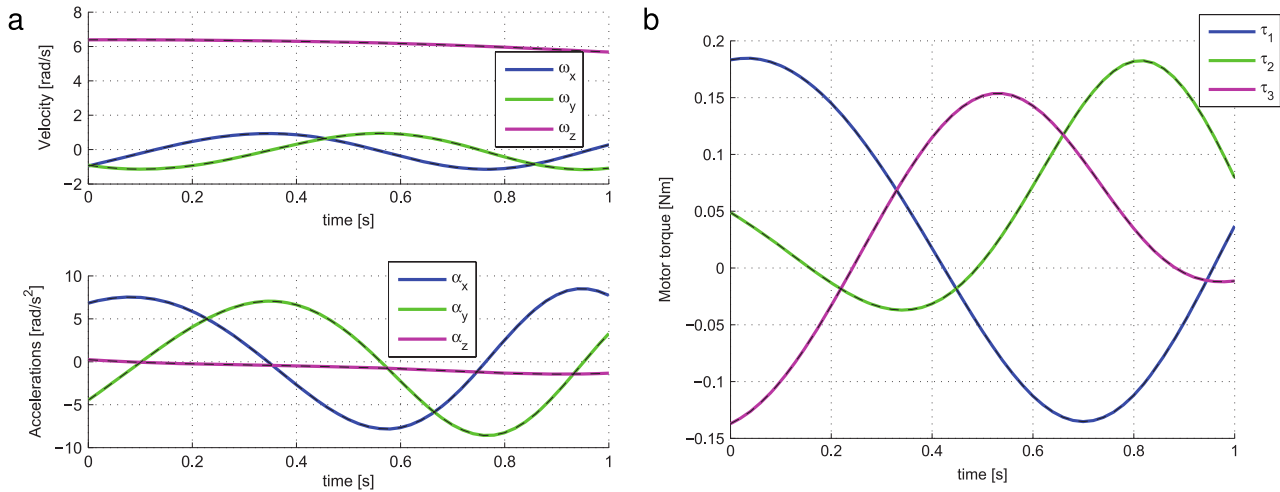 a
8
6
4
2
0
−2
Velocity [rad/s]
ωx
ωy
ωz
0
0.2
0.4
0.6
0.8
1
time [s]
10
5
0
−5
−10
Accelerations [rad/s²]
αx
αy
αz
0
0.2
0.4
0.6
0.8
1
time [s]
b
0.2
0.15
0.1
0.05
0
−0.05
−0.1
−0.15
Motor torque [Nm]
τ1
τ2
τ3
0
0.2
0.4
0.6
0.8
1
time [s]